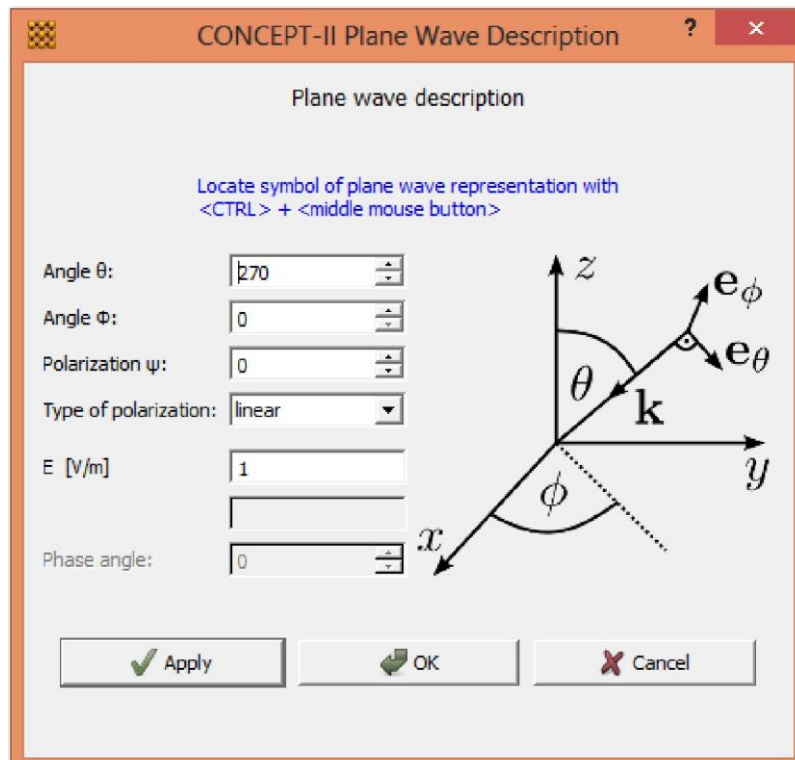 CONCEPT-II Plane Wave Description ? ×
Plane wave description
Locate symbol of plane wave representation with
<CTRL> + <middle mouse button>
Angle θ: 270
Angle Φ: 0
Polarization ψ: 0
Type of polarization: linear
E [V/m] 1
Phase angle: 0
z
e_ϕ
e_θ
θ
k
y
ϕ
x
Apply OK Cancel